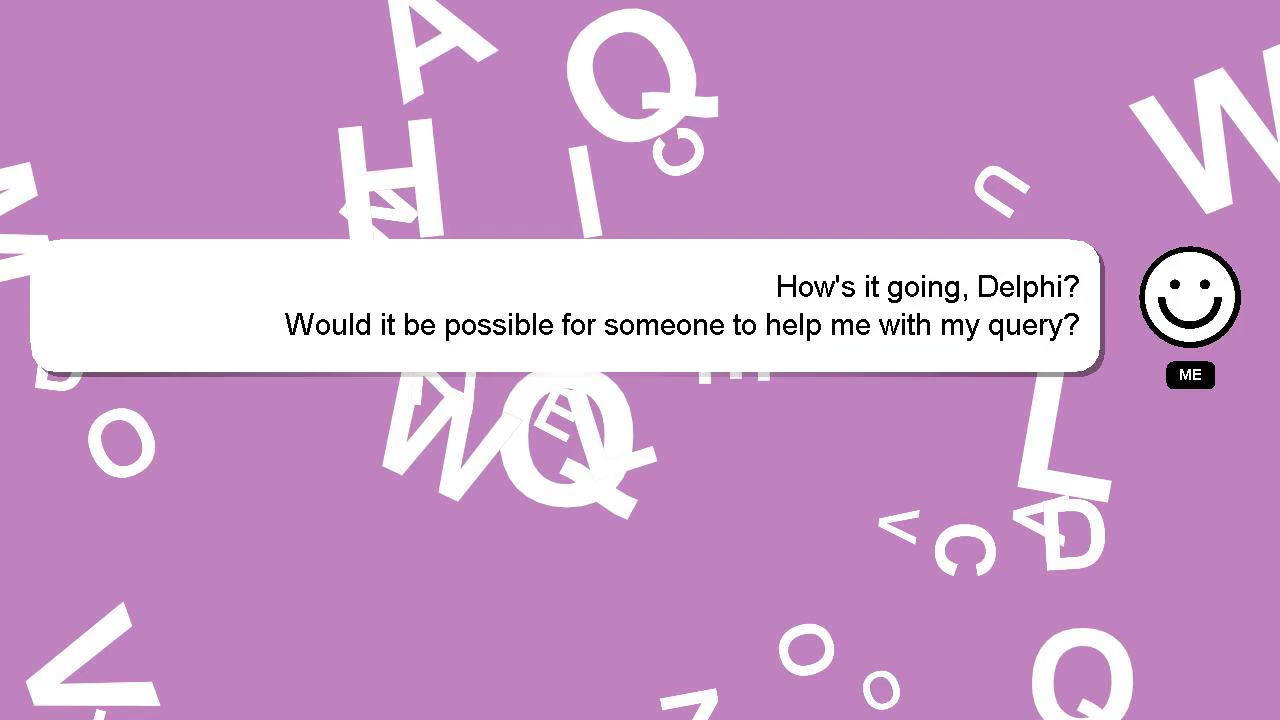 How's it going, Delphi?
Would it be possible for someone to help me with my query?
ME